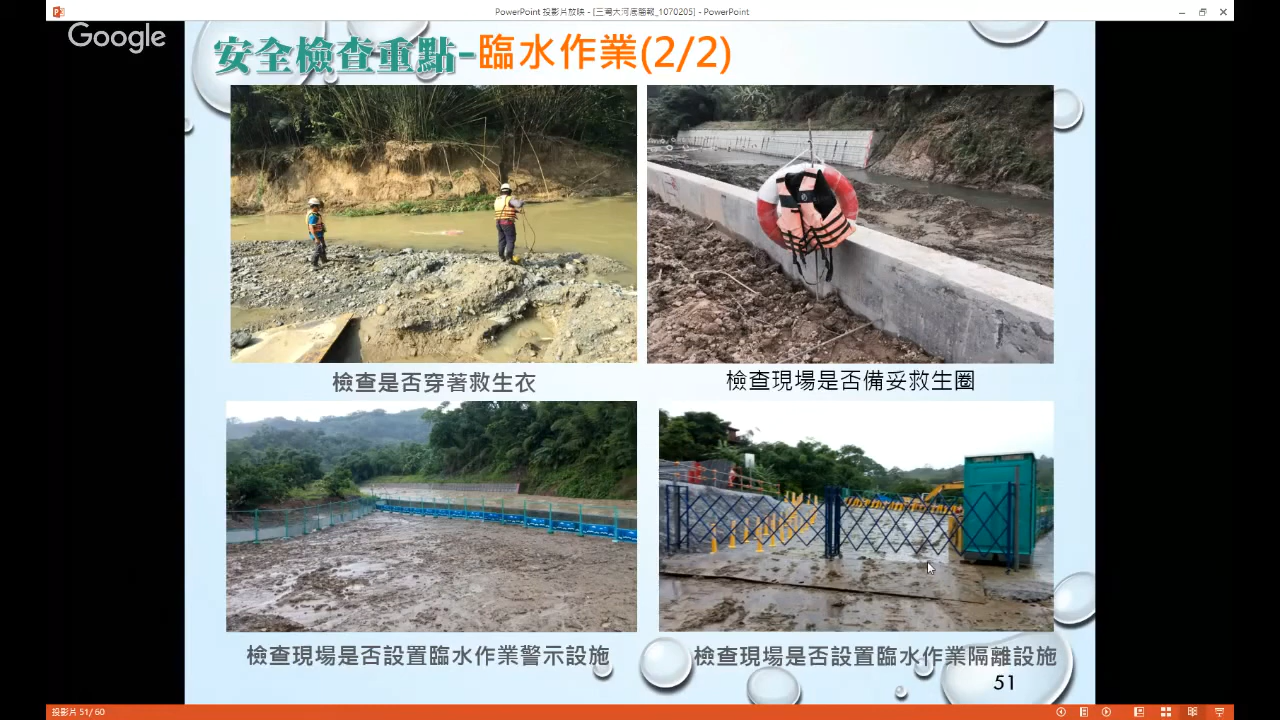 PowerPoint 投影片放映 - [三灣大河底簡報_1070205] - PowerPoint
Google
安全檢查重點-臨水作業(2/2)
檢查是否穿著救生衣
檢查現場是否備妥救生圈
檢查現場是否設置臨水作業警示設施
檢查現場是否設置臨水作業隔離設施
51
投影片 51/60